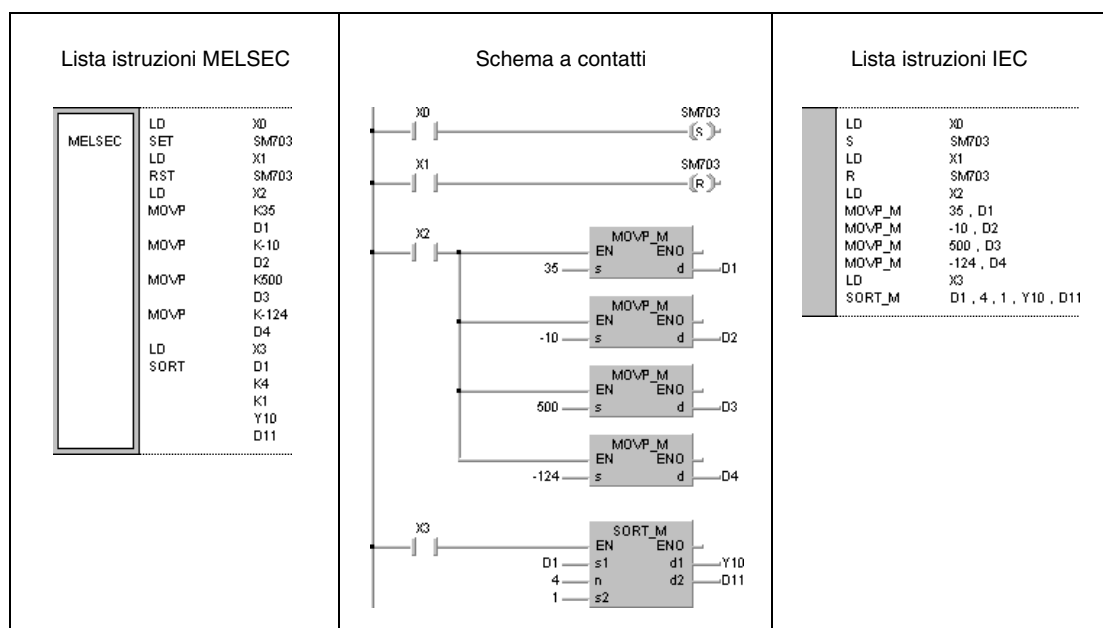 Lista istruzioni MELSEC
MELSEC
LD X0
SET SM703
LD X1
RST SM703
LD X2
MOVP K35
D1
MOVP K-10
D2
MOVP K500
D3
MOVP K-124
D4
LD X3
SORT D1
K4
K1
Y10
D11
Schema a contatti
X0 SM703
S
X1 SM703
R
X2
MOVP_M
EN ENO
35 s d D1
MOVP_M
EN ENO
-10 s d D2
MOVP_M
EN ENO
500 s d D3
MOVP_M
EN ENO
-124 s d D4
X3
SORT_M
EN ENO
D1 s1 d1 Y10
4 n d2 D11
1 s2
Lista istruzioni IEC
LD X0
S SM703
LD X1
R SM703
LD X2
MOVP_M 35 , D1
MOVP_M -10 , D2
MOVP_M 500 , D3
MOVP_M -124 , D4
LD X3
SORT_M D1 , 4 , 1 , Y10 , D11